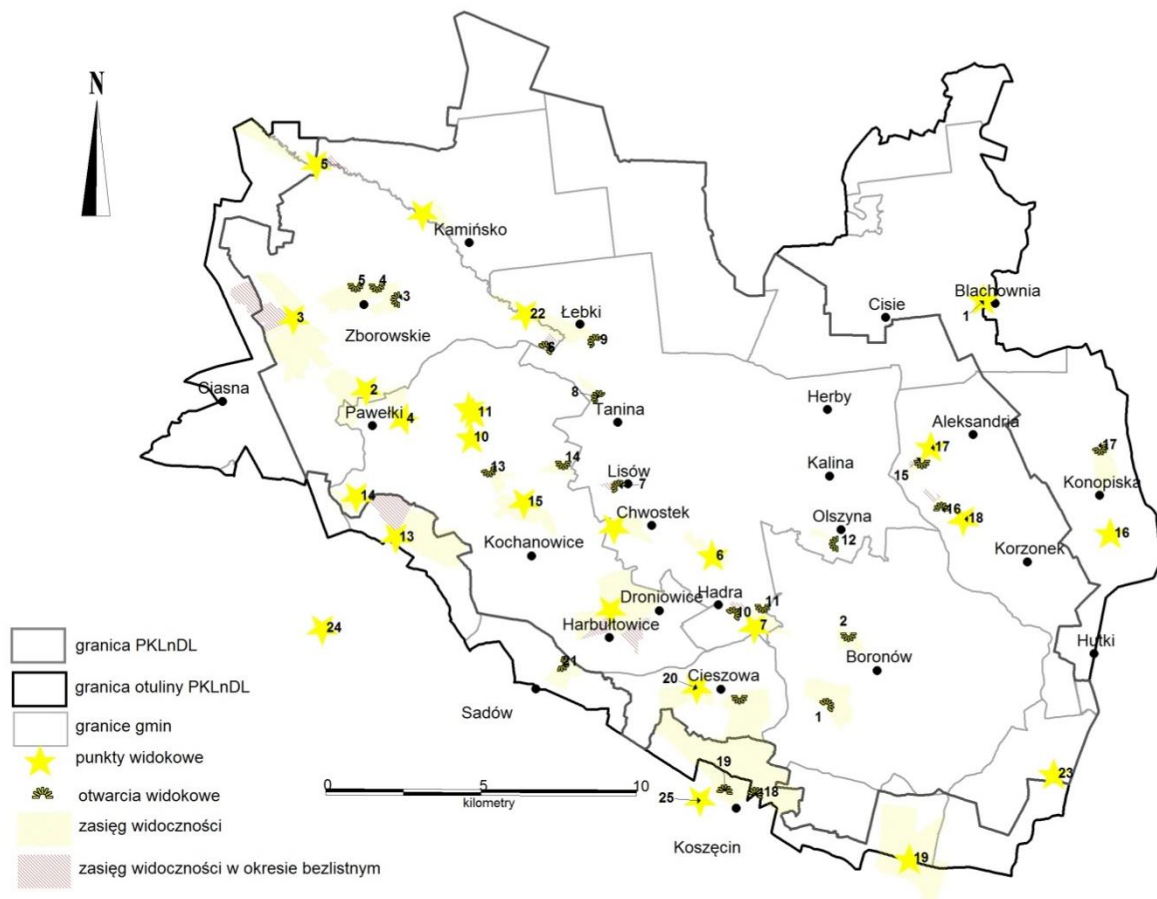 N
5
Kamińsko
5 4
3
Zborowskie
3
22
Łebki
6
9
Cisie
Blachownia
1
Ciasna
2
Pawełki
4
11
10
8
Tanina
Herby
Aleksandria
17
15
17
Konopiska
13
14
Lisów
7
Kalina
14
15
Chwostek
Olszyna
12
16
18
16
13
Kochanowice
6
Korzonek
24
Droniowice
Harbułtowice
Hadra
10
11
7
2
Boronów
Hutki
21
Sadów
20
Cieszowa
1
19
18
25
Koszęcin
23
19
granica PKLnDL
granica otuliny PKLnDL
granice gmin
punkty widokowe
otwarcia widokowe
zasięg widoczności
zasięg widoczności w okresie bezlistnym
0 5 10
kilometry